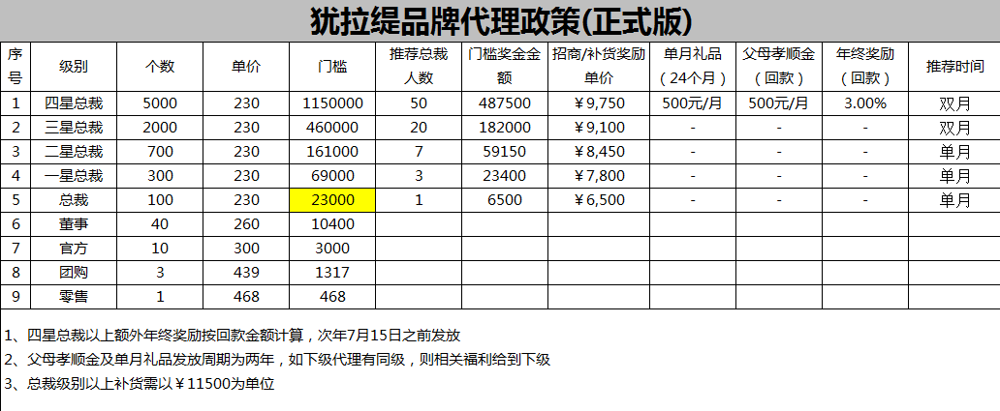 犹拉缇品牌代理政策(正式版)
序号 级别 个数 单价 门槛 推荐总裁人数 门槛奖金金额 招商/补货奖励单价 单月礼品（24个月） 父母孝顺金（回款） 年终奖励（回款） 推荐时间
1 四星总裁 5000 230 1150000 50 487500 ￥9,750 500元/月 500元/月 3.00% 双月
2 三星总裁 2000 230 460000 20 182000 ￥9,100 - - - 双月
3 二星总裁 700 230 161000 7 59150 ￥8,450 - - - 单月
4 一星总裁 300 230 69000 3 23400 ￥7,800 - - - 单月
5 总裁 100 230 23000 1 6500 ￥6,500 - - - 单月
6 董事 40 260 10400
7 官方 10 300 3000
8 团购 3 439 1317
9 零售 1 468 468
1、四星总裁以上额外年终奖励按回款金额计算，次年7月15日之前发放
2、父母孝顺金及单月礼品发放周期为两年，如下级代理有同级，则相关福利给到下级
3、总裁级别以上补货需以￥11500为单位